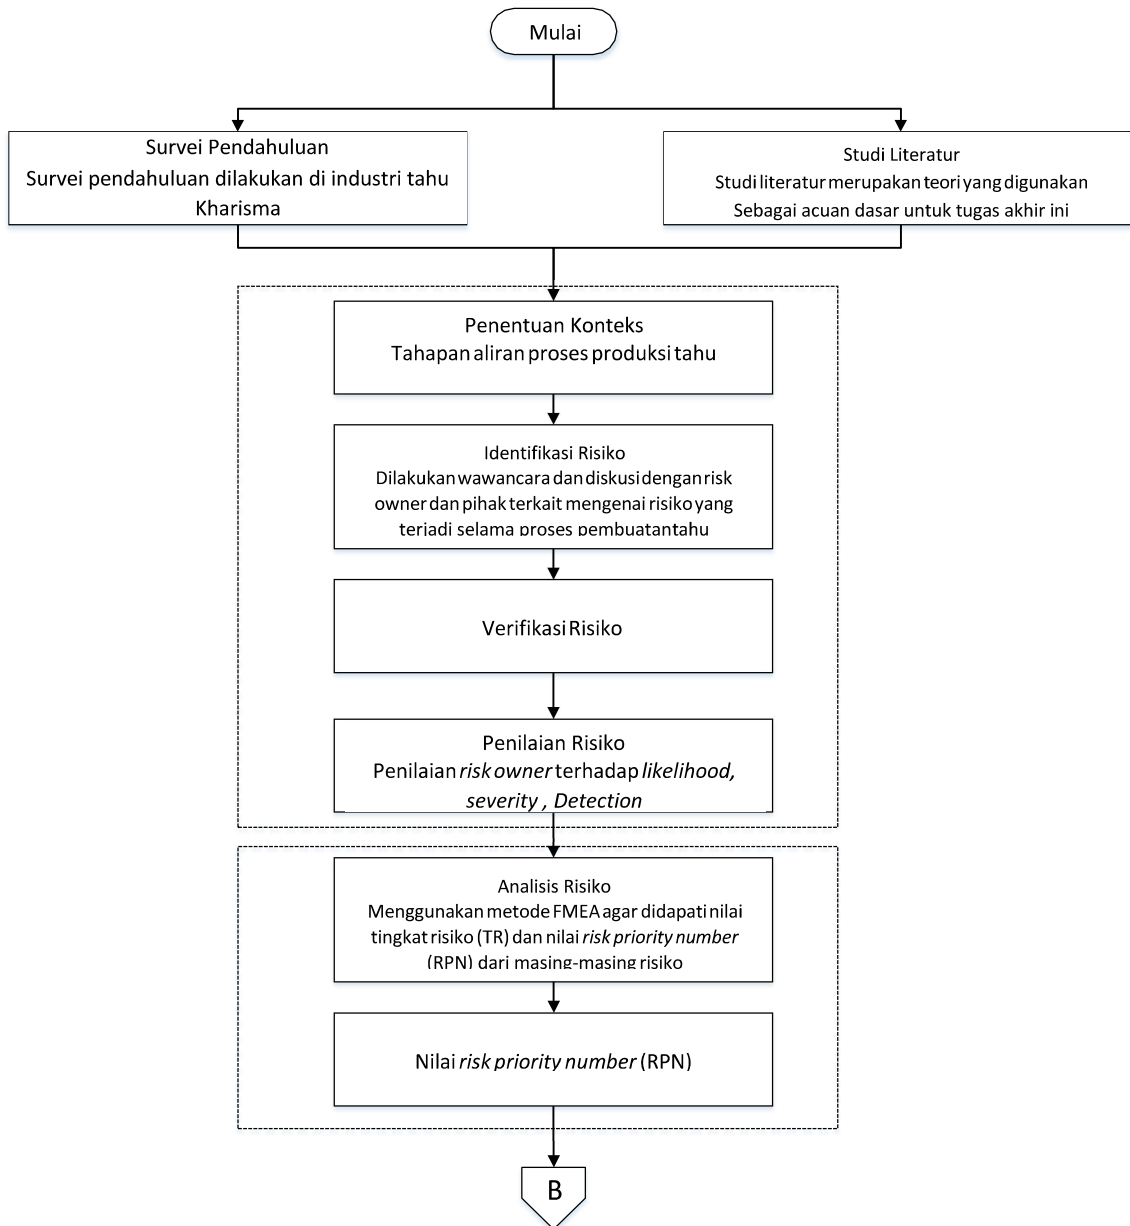 Mulai
Survei Pendahuluan
Survei pendahuluan dilakukan di industri tahu
Kharisma
Studi Literatur
Studi literatur merupakan teori yang digunakan
Sebagai acuan dasar untuk tugas akhir ini
Penentuan Konteks
Tahapan aliran proses produksi tahu
Identifikasi Risiko
Dilakukan wawancara dan diskusi dengan risk
owner dan pihak terkait mengenai risiko yang
terjadi selama proses pembuatantahu
Verifikasi Risiko
Penilaian Risiko
Penilaian risk owner terhadap likelihood,
severity , Detection
Analisis Risiko
Menggunakan metode FMEA agar didapati nilai
tingkat risiko (TR) dan nilai risk priority number
(RPN) dari masing-masing risiko
Nilai risk priority number (RPN)
B